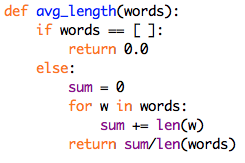 def avg_length(words):
    if words == [ ]:
        return 0.0
    else:
        sum = 0
        for w in words:
            sum += len(w)
        return sum/len(words)